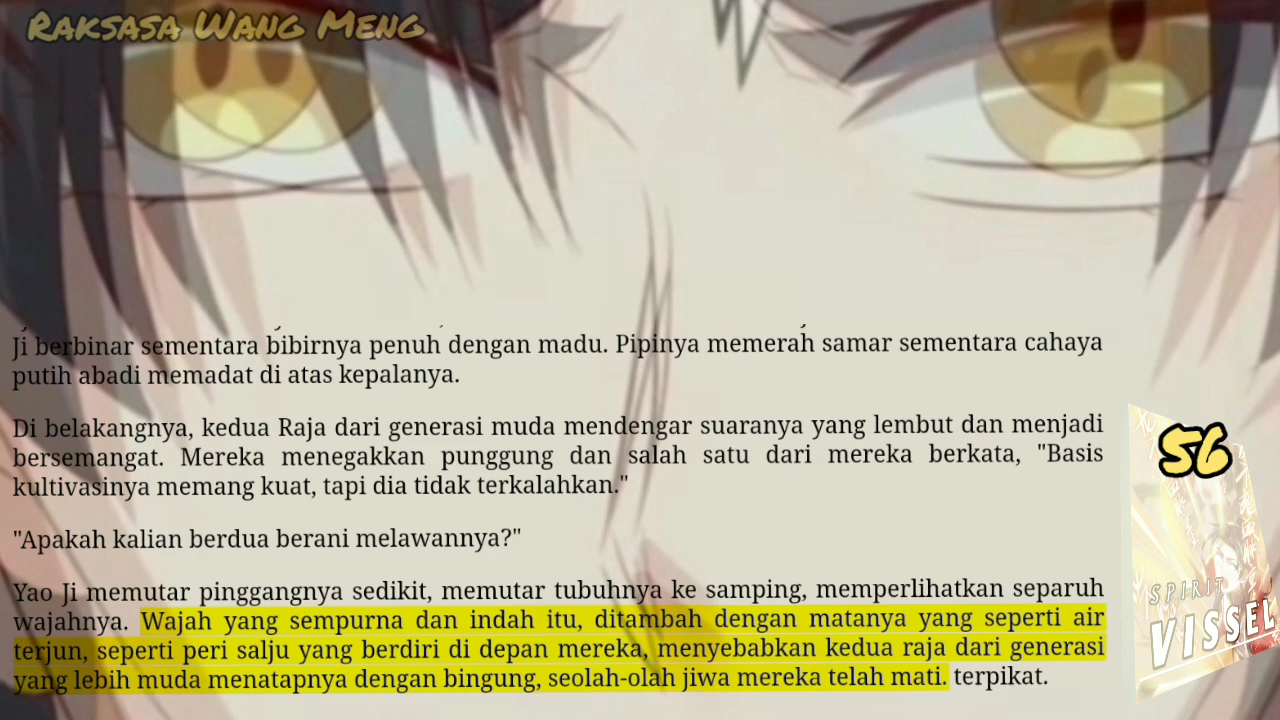 Raksasa Wang Meng
Ji berbinar sementara bibirnya penuh dengan madu. Pipinya memerah samar sementara cahaya
putih abadi memadat di atas kepalanya.
Di belakangnya, kedua Raja dari generasi muda mendengar suaranya yang lembut dan menjadi
bersemangat. Mereka menegakkan punggung dan salah satu dari mereka berkata, "Basis
kultivasinya memang kuat, tapi dia tidak terkalahkan."
"Apakah kalian berdua berani melawannya?"
Yao Ji memutar pinggangnya sedikit, memutar tubuhnya ke samping, memperlihatkan separuh
wajahnya. Wajah yang sempurna dan indah itu, ditambah dengan matanya yang seperti air
terjun, seperti peri salju yang berdiri di depan mereka, menyebabkan kedua raja dari generasi
yang lebih muda menatapnya dengan bingung, seolah-olah jiwa mereka telah mati. terpikat.
56
SPIRIT
VISSEL